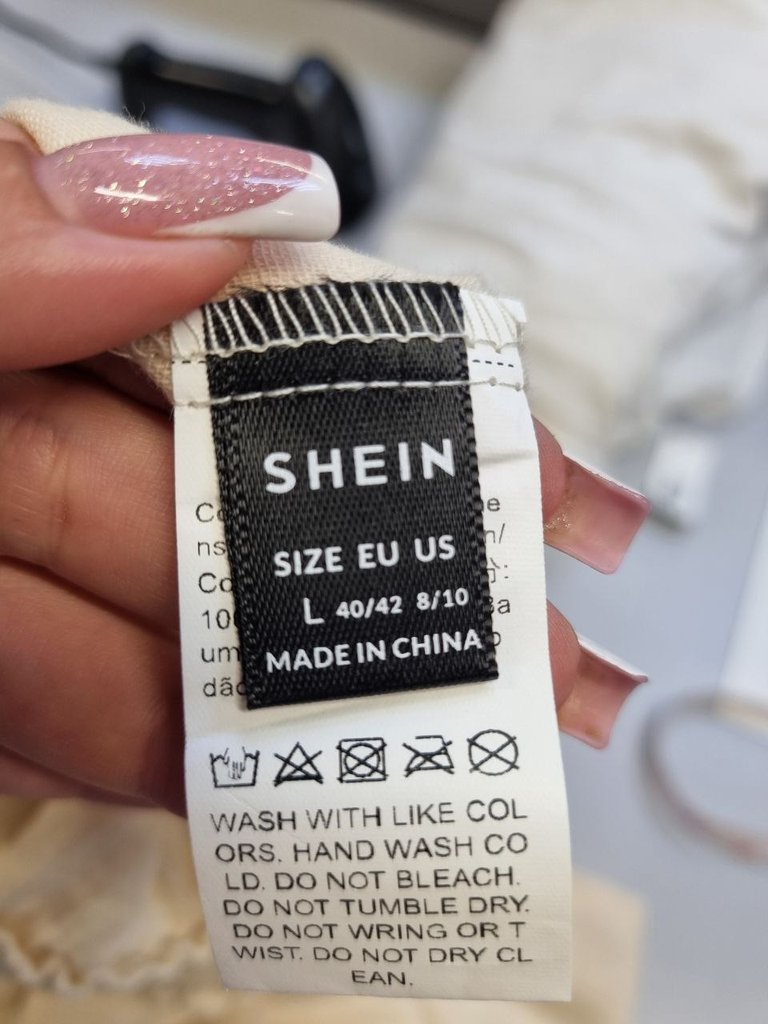 SHEIN
SIZE EU US
L 40/42 8/10
MADE IN CHINA
WASH WITH LIKE COL
ORS. HAND WASH CO
LD. DO NOT BLEACH.
DO NOT TUMBLE DRY.
DO NOT WRING OR T
WIST. DO NOT DRY CL
EAN.